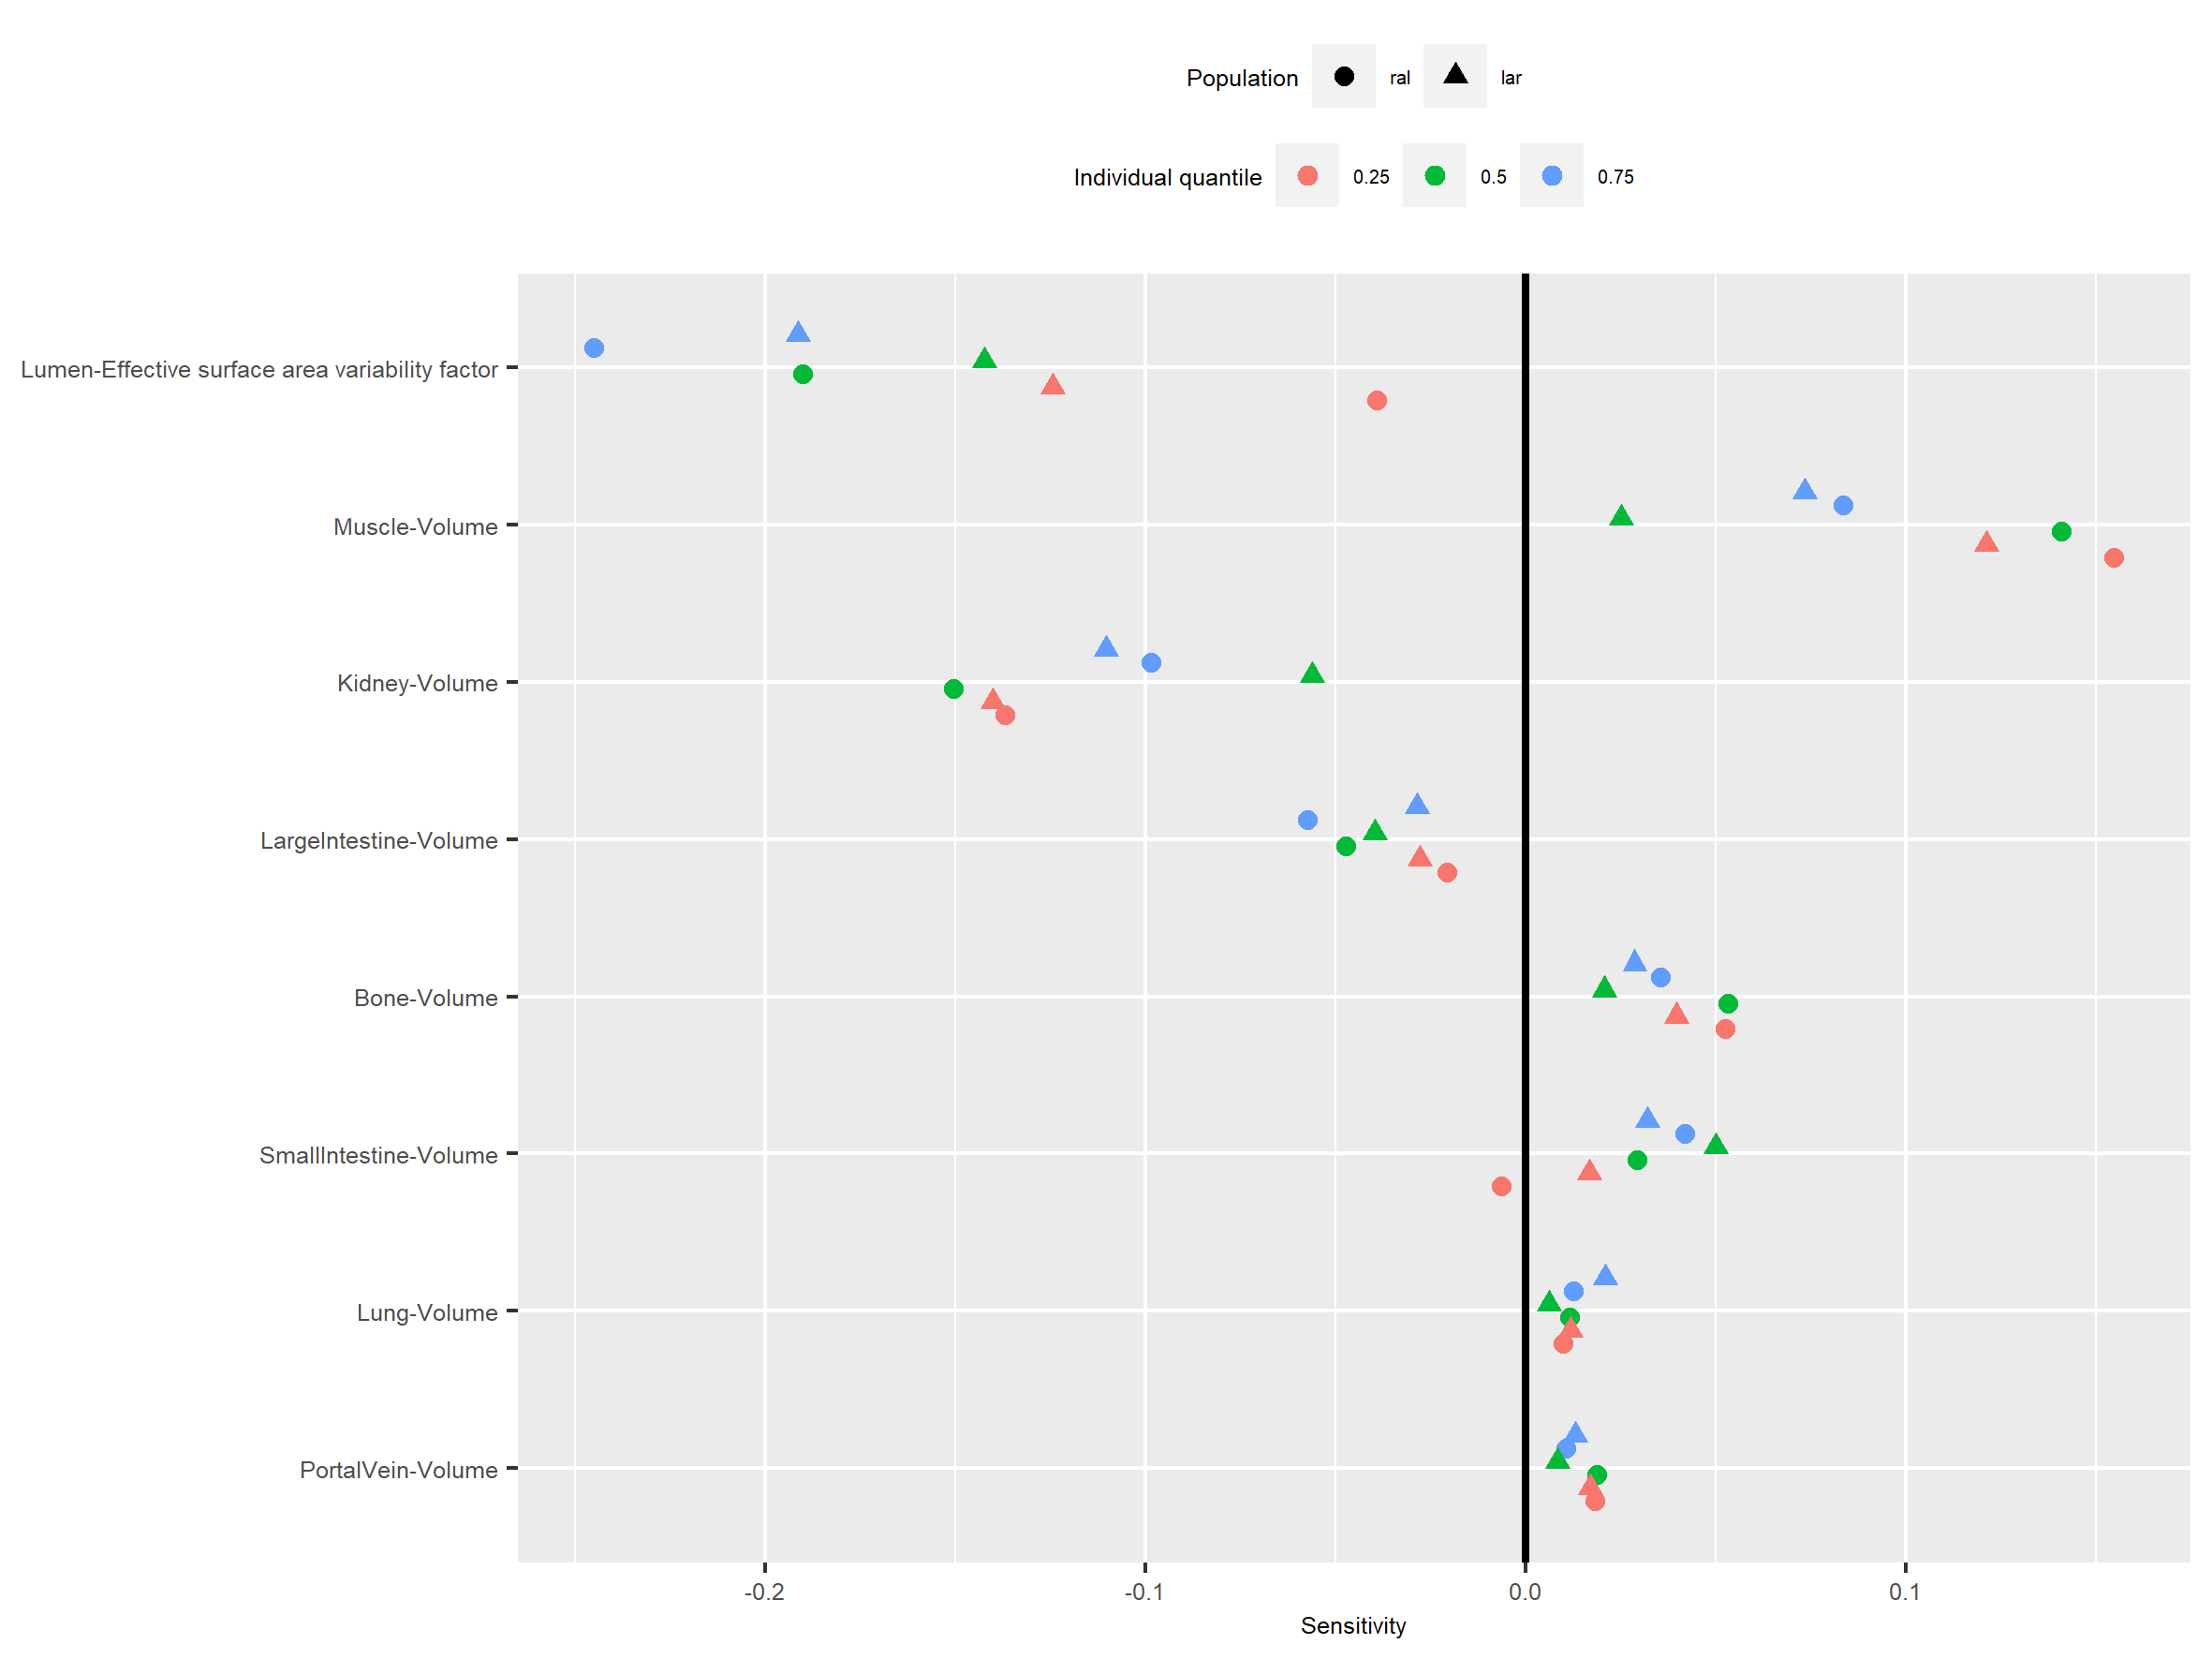 Population ral lar
Individual quantile 0.25 0.5 0.75
Lumen-Effective surface area variability factor
Muscle-Volume
Kidney-Volume
LargeIntestine-Volume
Bone-Volume
SmallIntestine-Volume
Lung-Volume
PortalVein-Volume
-0.2 -0.1 0.0 0.1
Sensitivity